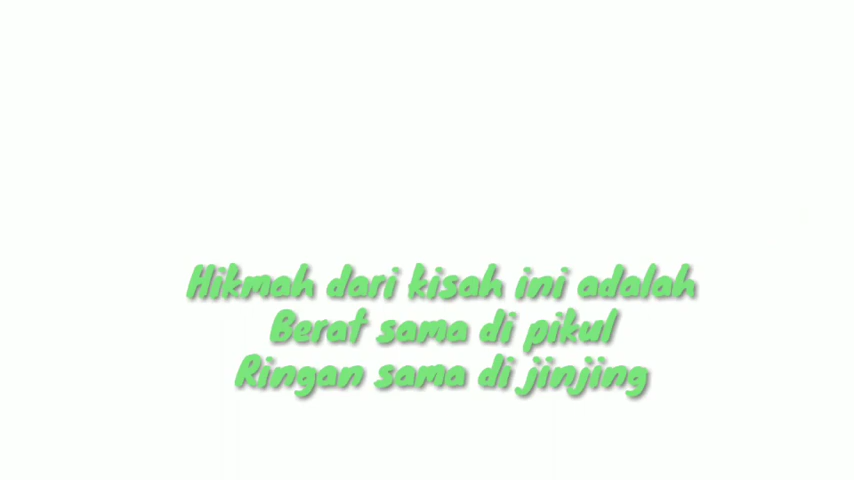 Hikmah dari kisah ini adalah
Berat sama di pikul
Ringan sama di jinjing